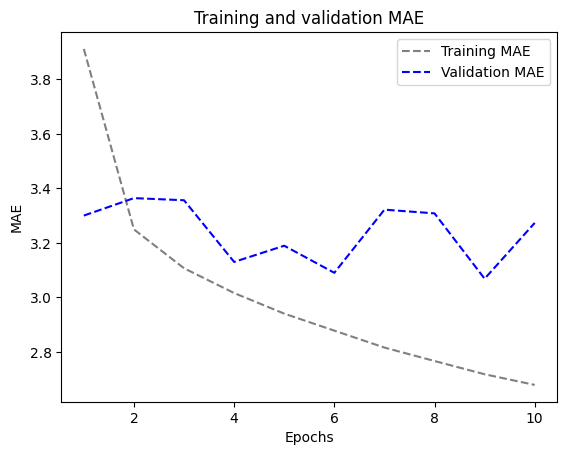 Training and validation MAE
Training MAE
Validation MAE
3.8
3.6
3.4
3.2
3.0
2.8
MAE
2 4 6 8 10
Epochs